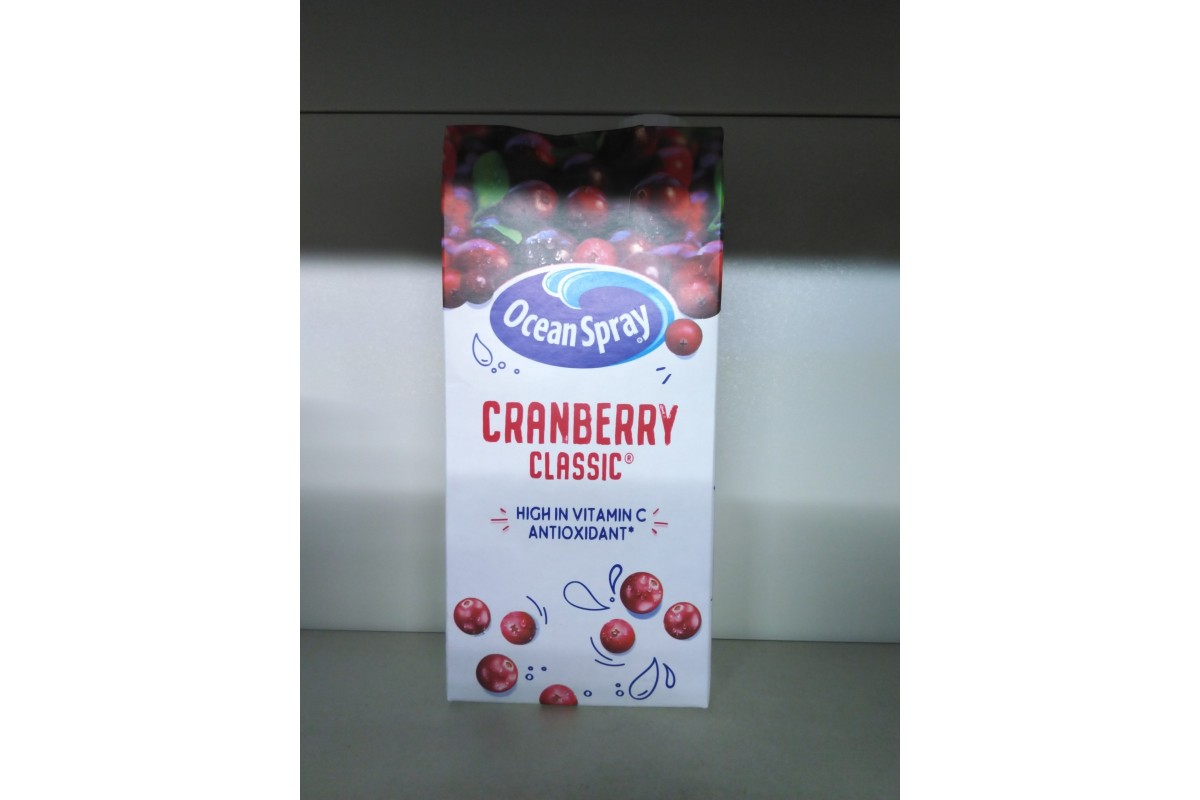 Ocean Spray
CRANBERRY
CLASSIC®
HIGH IN VITAMIN C
ANTIOXIDANT*